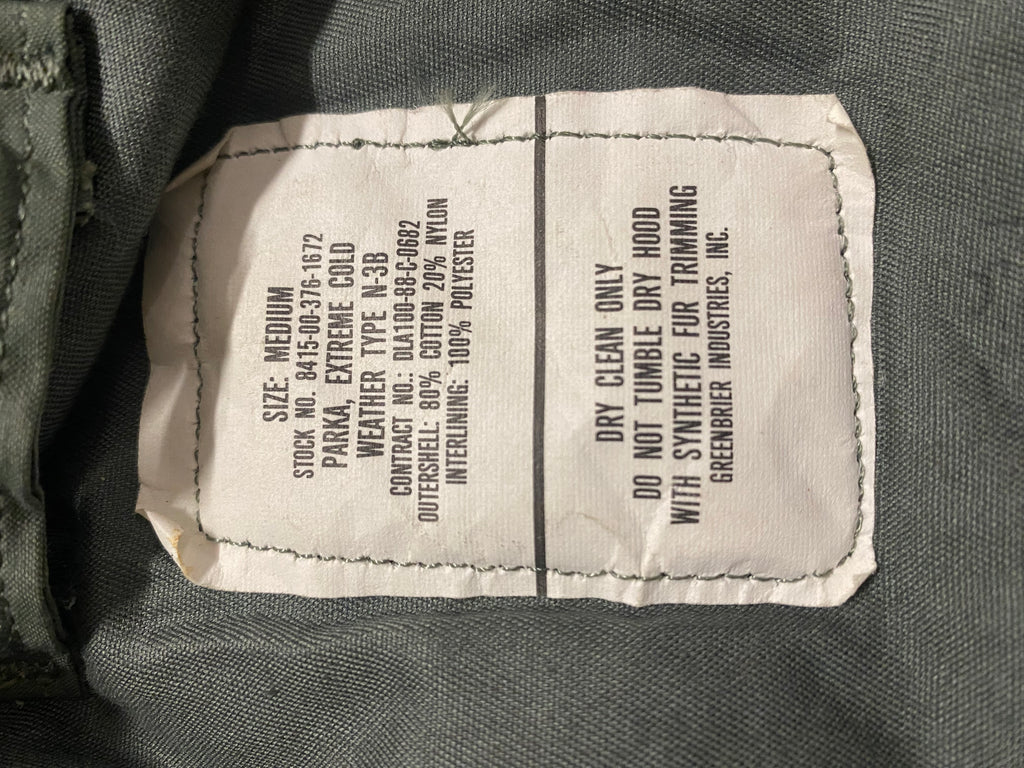 SIZE: MEDIUM
STOCK NO. 8415-00-376-1672
PARKA, EXTREME COLD
WEATHER TYPE N-3B
CONTRACT NO.: DLA100-88-C-0682
OUTERSHELL: 80% COTTON 20% NYLON
INTERLINING: 100% POLYESTER
DRY CLEAN ONLY
DO NOT TUMBLE DRY HOOD
WITH SYNTHETIC FUR TRIMMING
GREENBRIER INDUSTRIES, INC.